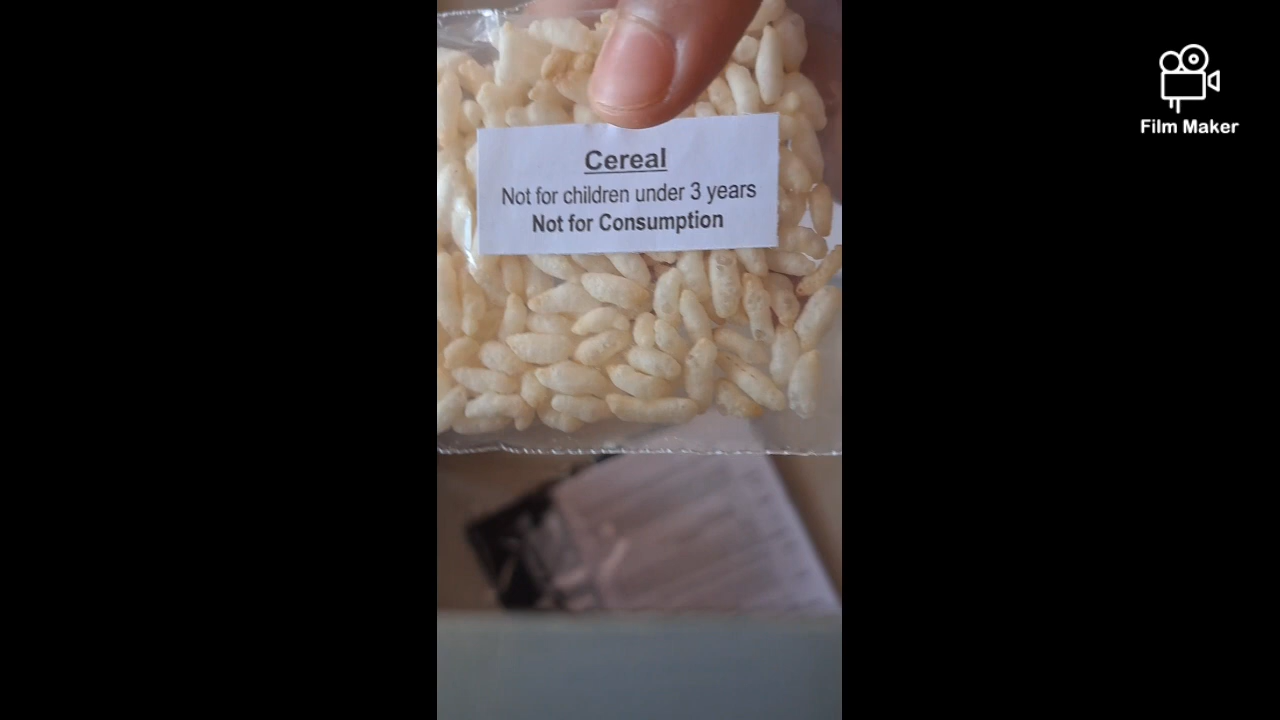 Cereal
Not for children under 3 years
Not for Consumption
Film Maker